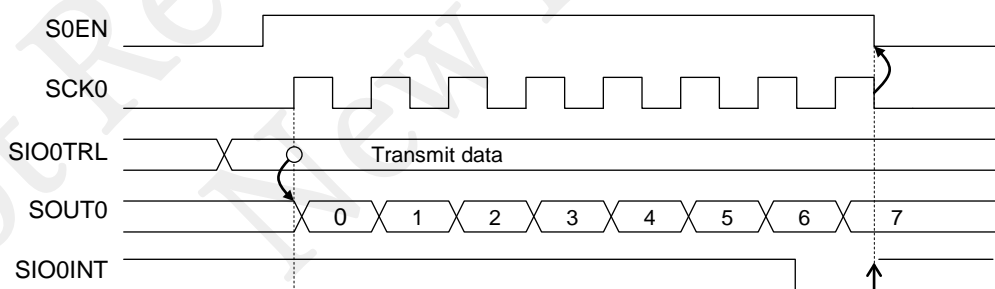 S0EN
SCK0
SIO0TRL Transmit data
SOUT0 0 1 2 3 4 5 6 7
SIO0INT